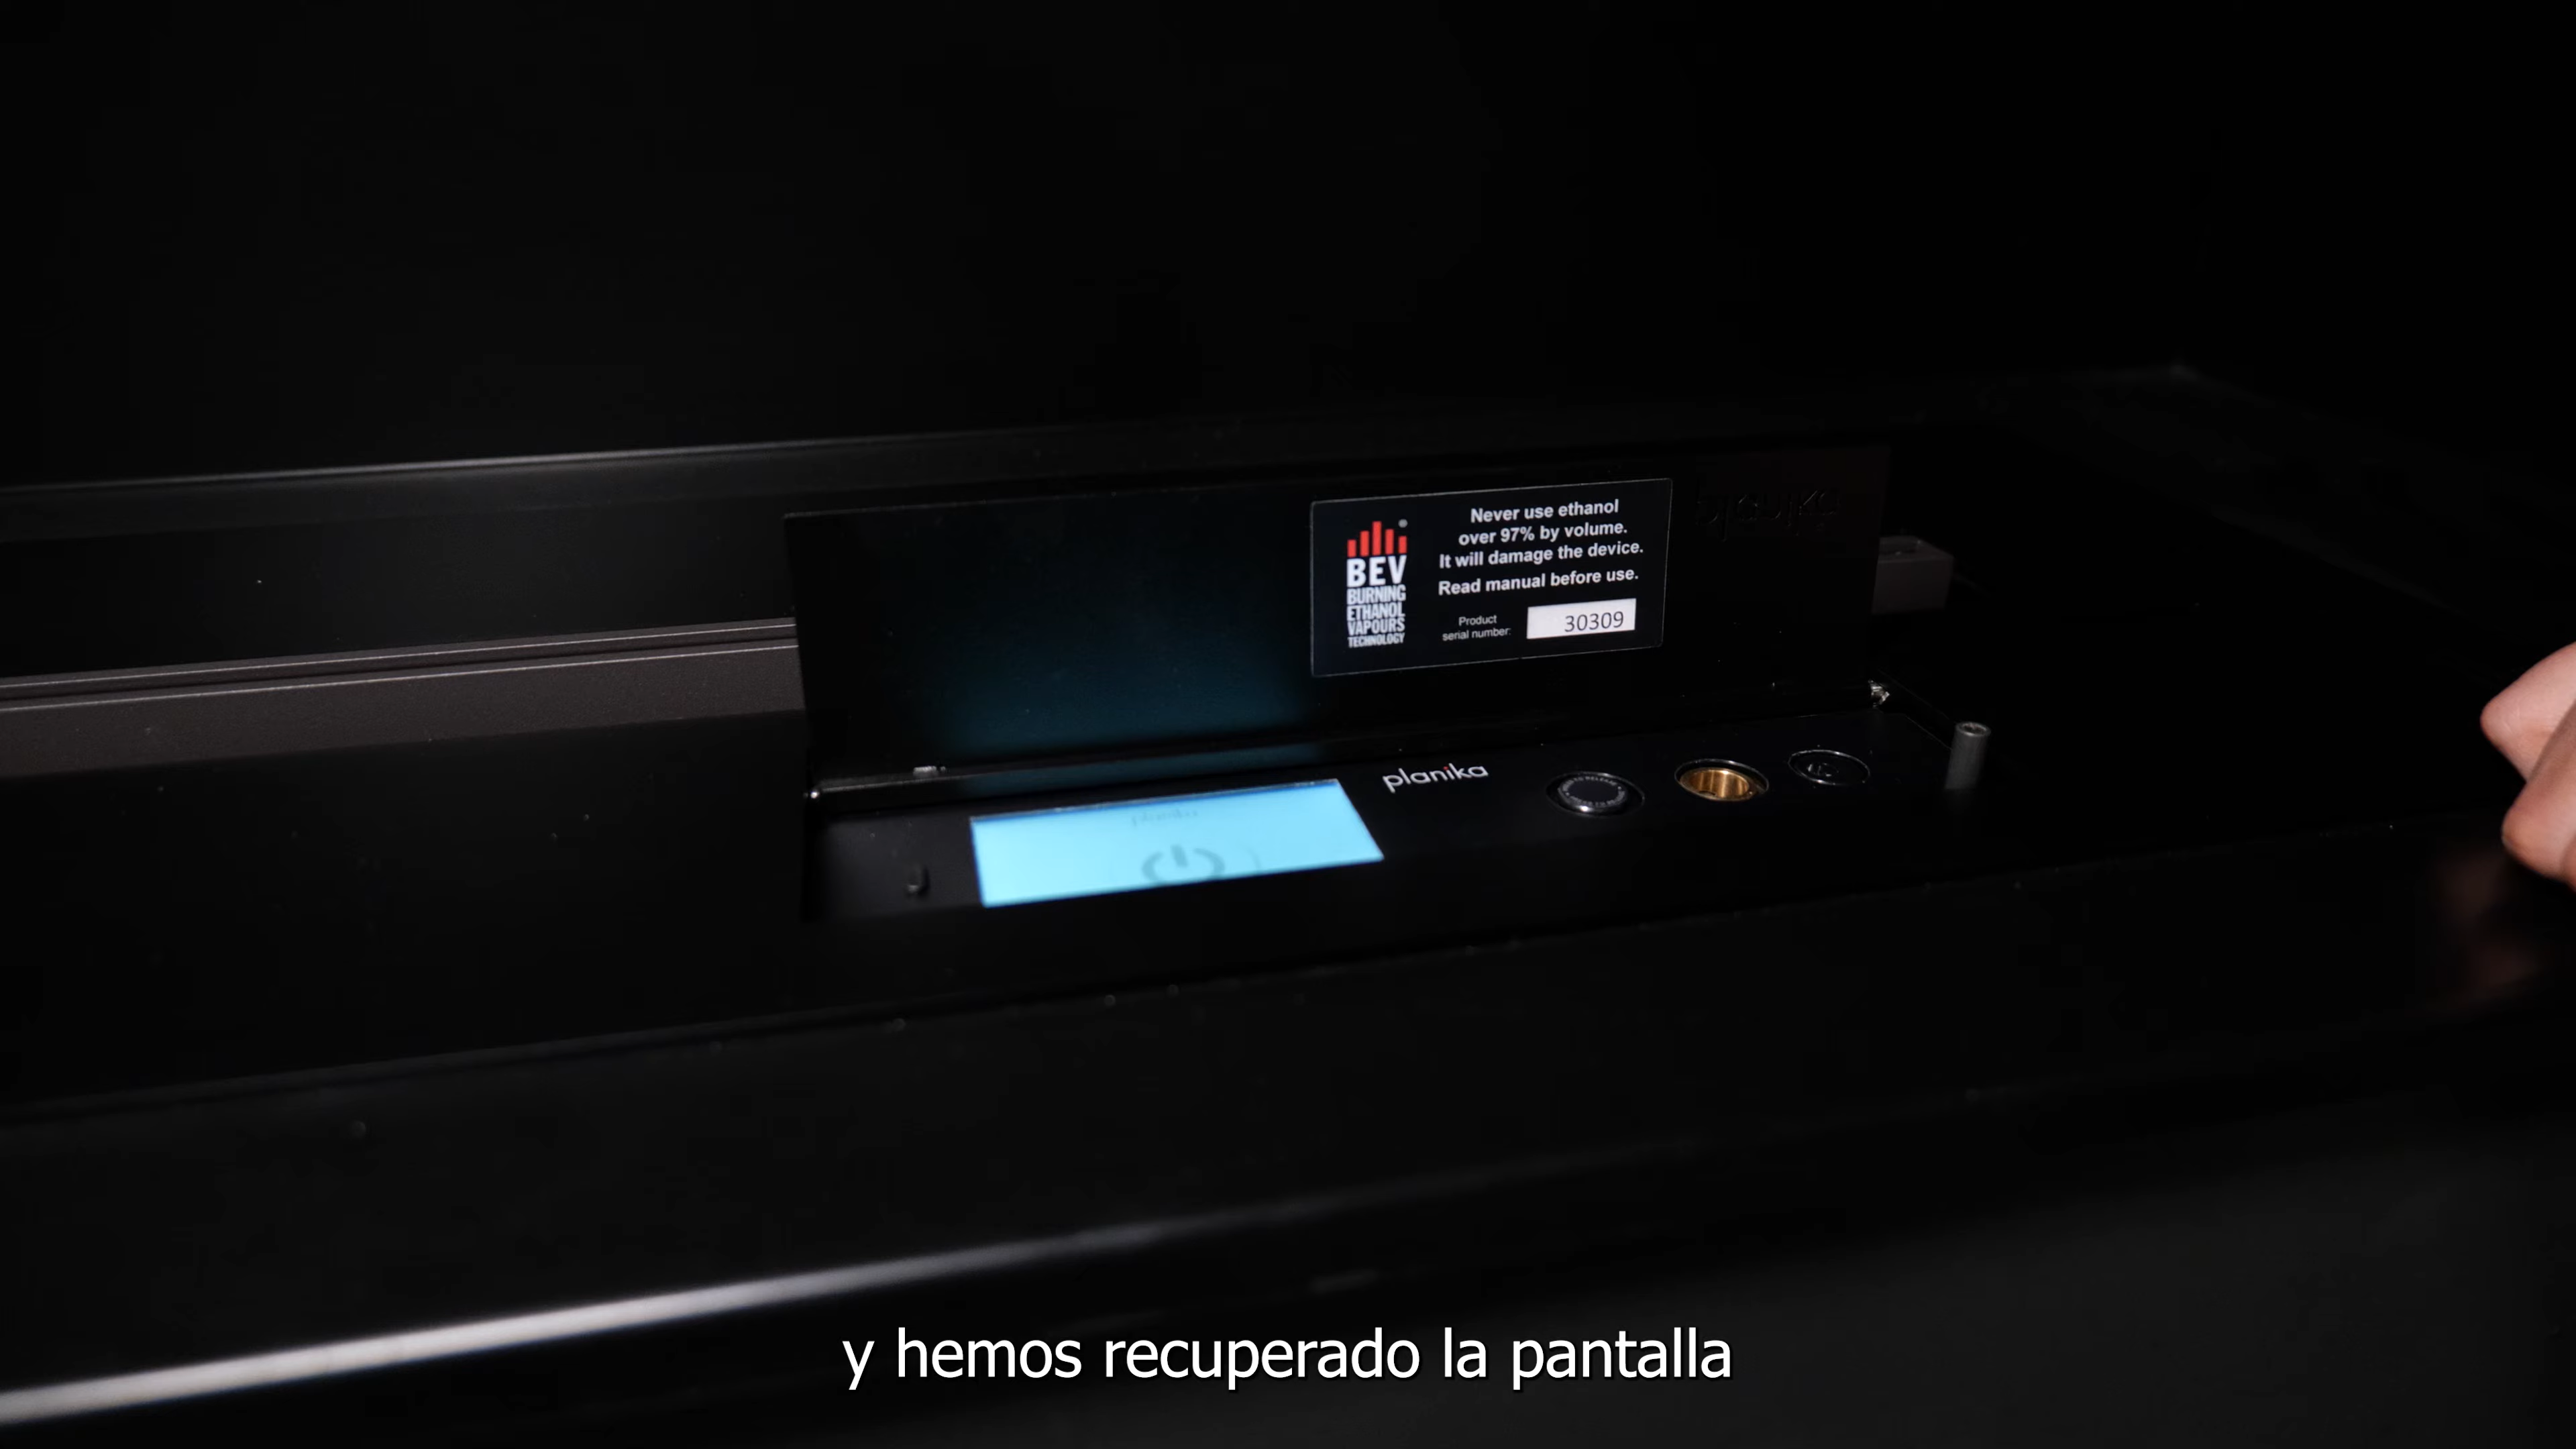 Never use ethanol
over 97% by volume.
It will damage the device.
Read manual before use.
BEV®
BURNING
ETHANOL
VAPOURS
TECHNOLOGY
Product
serial number:
30309
planika
y hemos recuperado la pantalla